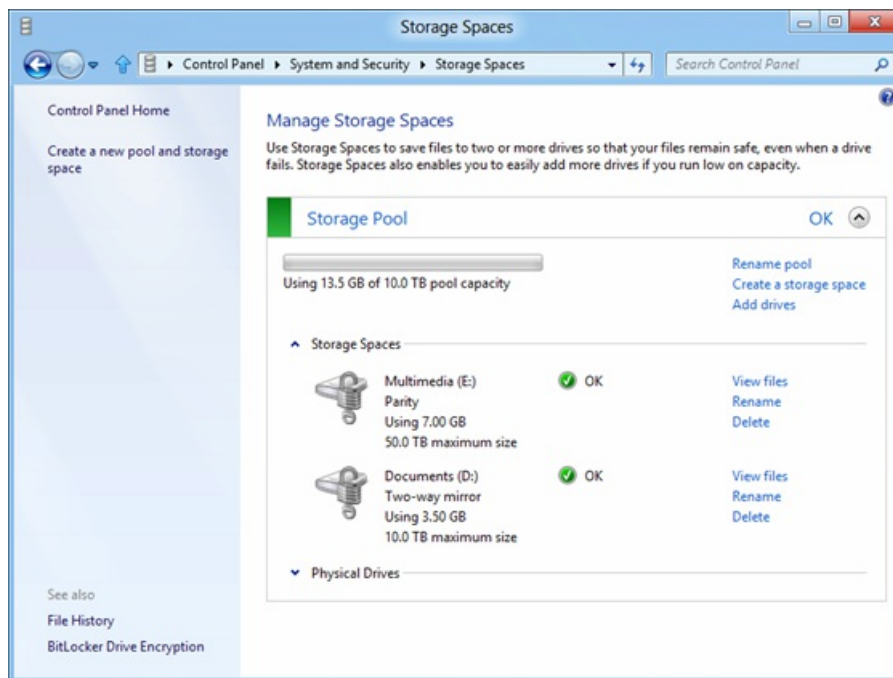 Storage Spaces
Control Panel
System and Security
Storage Spaces
Search Control Panel
Control Panel Home
Create a new pool and storage
space
Manage Storage Spaces
Use Storage Spaces to save files to two or more drives so that your files remain safe, even when a drive
fails. Storage Spaces also enables you to easily add more drives if you run low on capacity.
Storage Pool
OK
Using 13.5 GB of 10.0 TB pool capacity
Rename pool
Create a storage space
Add drives
Storage Spaces
Multimedia (E:)
Parity
Using 7.00 GB
50.0 TB maximum size
OK
View files
Rename
Delete
Documents (D:)
Two-way mirror
Using 3.50 GB
10.0 TB maximum size
OK
View files
Rename
Delete
Physical Drives
See also
File History
BitLocker Drive Encryption